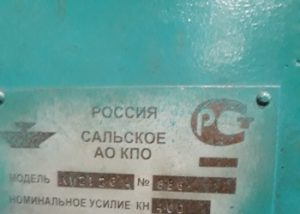 РОССИЯ
САЛЬСКОЕ
АО КПО
МОДЕЛЬ №
НОМИНАЛЬНОЕ УСИЛИЕ КН